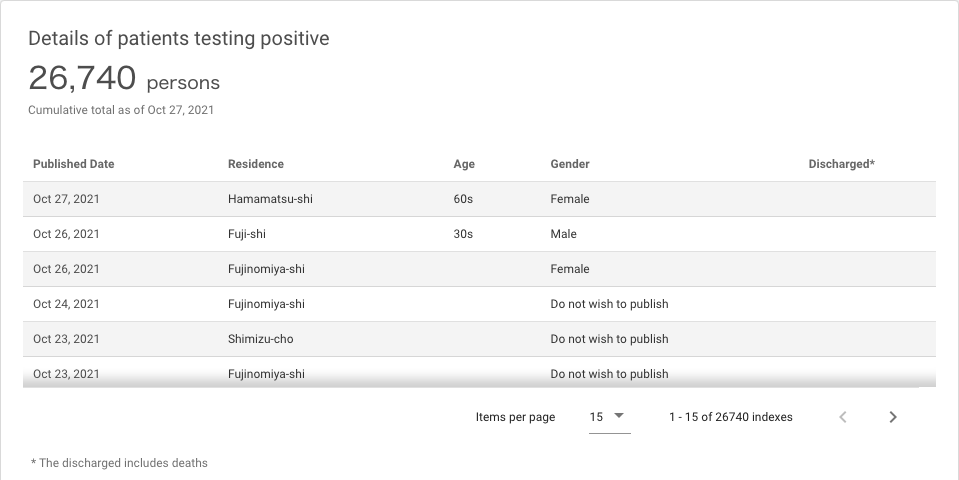 Details of patients testing positive
26,740 persons
Cumulative total as of Oct 27, 2021
Published Date Residence Age Gender Discharged*
Oct 27, 2021 Hamamatsu-shi 60s Female
Oct 26, 2021 Fuji-shi 30s Male
Oct 26, 2021 Fujinomiya-shi Female
Oct 24, 2021 Fujinomiya-shi Do not wish to publish
Oct 23, 2021 Shimizu-cho Do not wish to publish
Oct 23, 2021 Fujinomiya-shi Do not wish to publish
Items per page 15 1 - 15 of 26740 indexes
* The discharged includes deaths